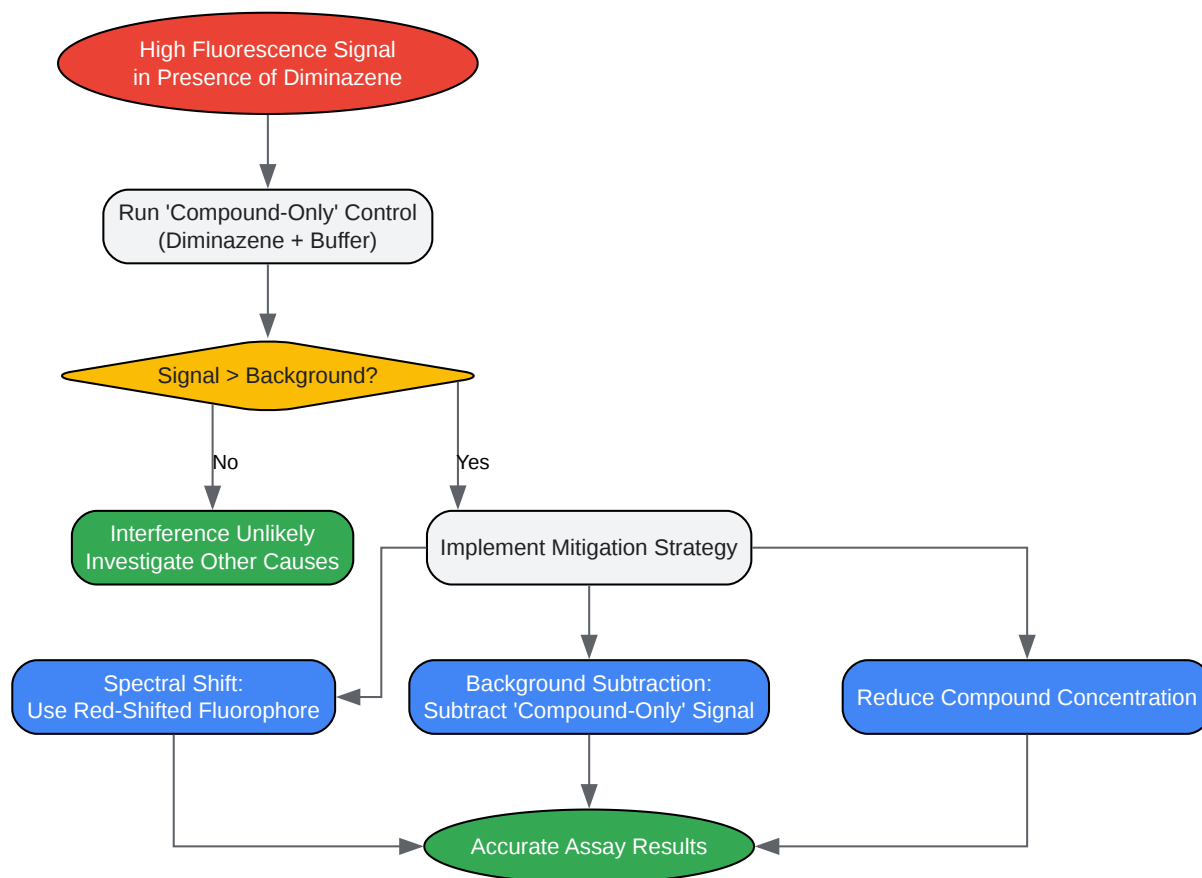 High Fluorescence Signal
in Presence of Diminazene
Run 'Compound-Only' Control
(Diminazene + Buffer)
Signal > Background?
No
Yes
Interference Unlikely
Investigate Other Causes
Implement Mitigation Strategy
Spectral Shift:
Use Red-Shifted Fluorophore
Background Subtraction:
Subtract 'Compound-Only' Signal
Reduce Compound Concentration
Accurate Assay Results